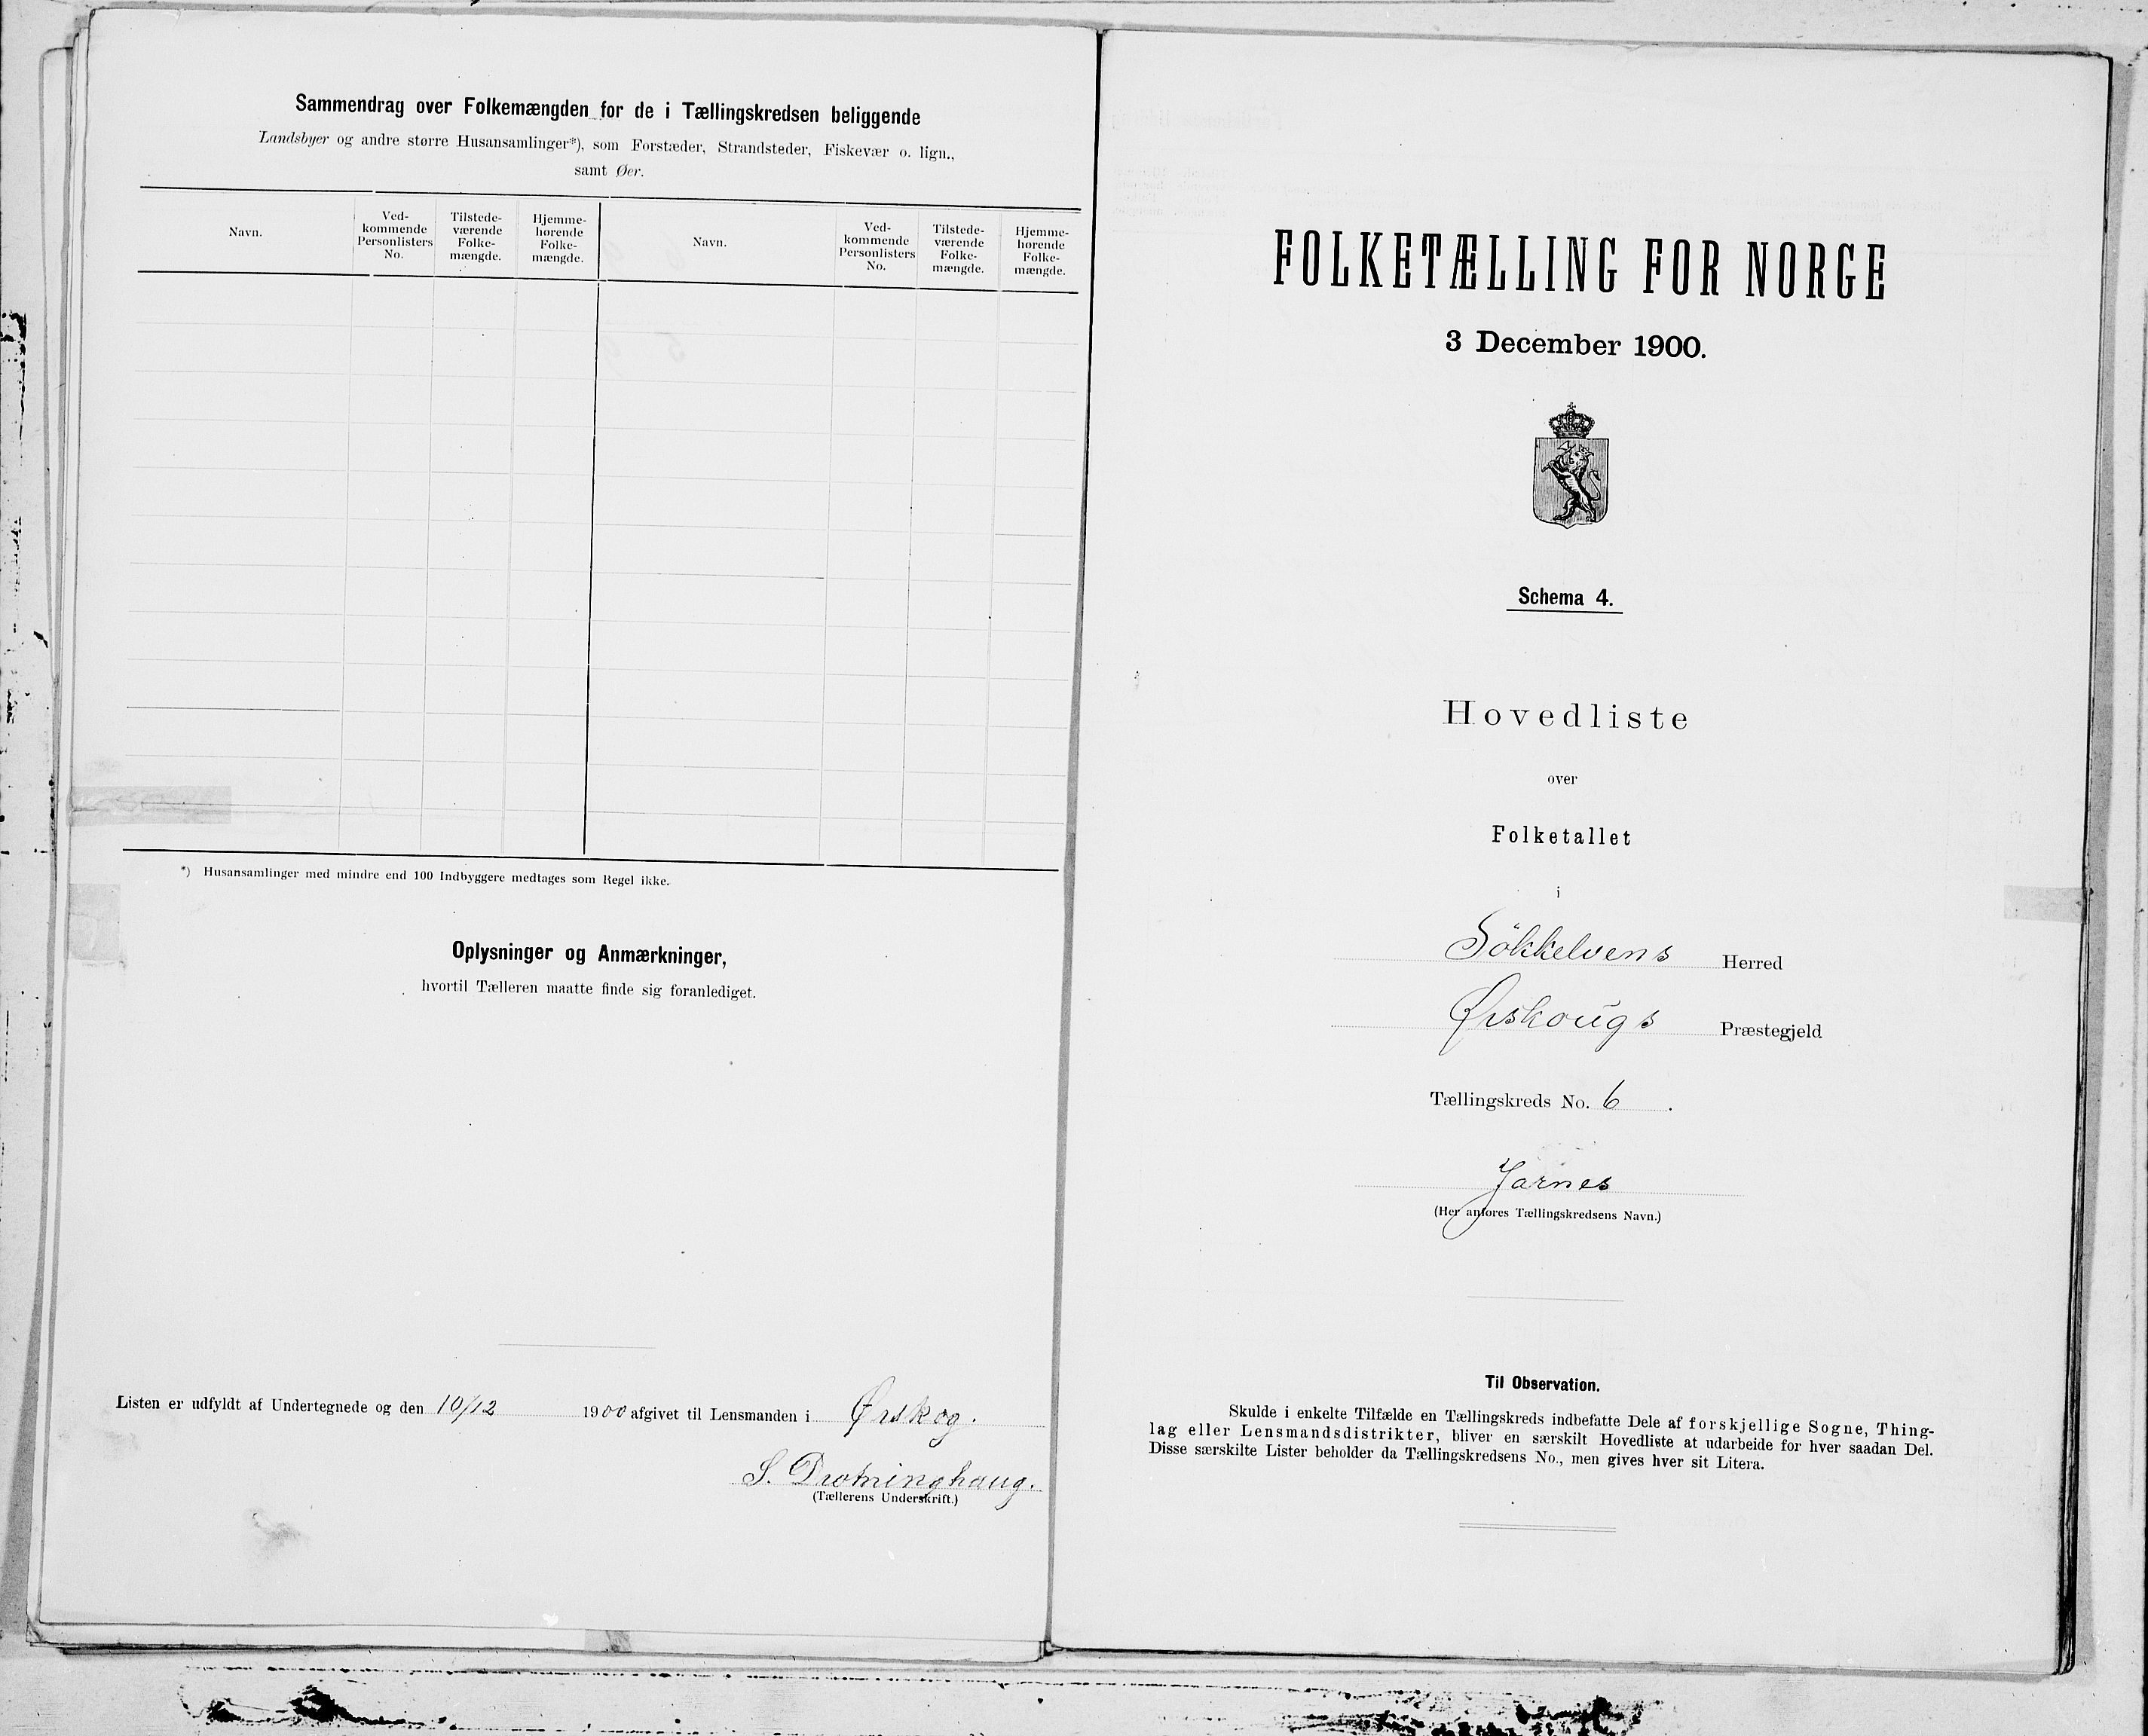 Sammendrag over Folkemængden for de i Tællingskredsen beliggende
Landsbyer og andre større Husansamlinger*), som Forstæder, Strandsteder, Fiskevær o. lign.,
samt Øer.
Navn. Ved-kommende Personlisters No. Tilstede-værende Folke-mængde. Hjemme-hørende Folke-mængde. Navn. Ved-kommende Personlisters No. Tilstede-værende Folke-mængde. Hjemme-hørende Folke-mængde.
*) Husansamlinger med mindre end 100 Indbyggere medtages som Regel ikke.
Oplysninger og Anmærkninger,
hvortil Tælleren maatte finde sig foranlediget.
Listen er udfyldt af Undertegnede og den 10/12 1900 afgivet til Lensmanden i Ørskog.
S. Drotninghaug.
(Tællerens Underskrift.)
FOLKETÆLLING FOR NORGE
3 December 1900.
Schema 4.
Hovedliste
over
Folketallet
i
Sökkelvens Herred
Ørskougs Præstegjeld
Tællingskreds No. 6.
Jarnes
(Her anføres Tællingskredsens Navn.)
Til Observation.
Skulde i enkelte Tilfælde en Tællingskreds indbefatte Dele af forskjellige Sogne, Thing-
lag eller Lensmandsdistrikter, bliver en særskilt Hovedliste at udarbeide for hver saadan Del.
Disse særskilte Lister beholder da Tællingskredsens No., men gives hver sit Litera.